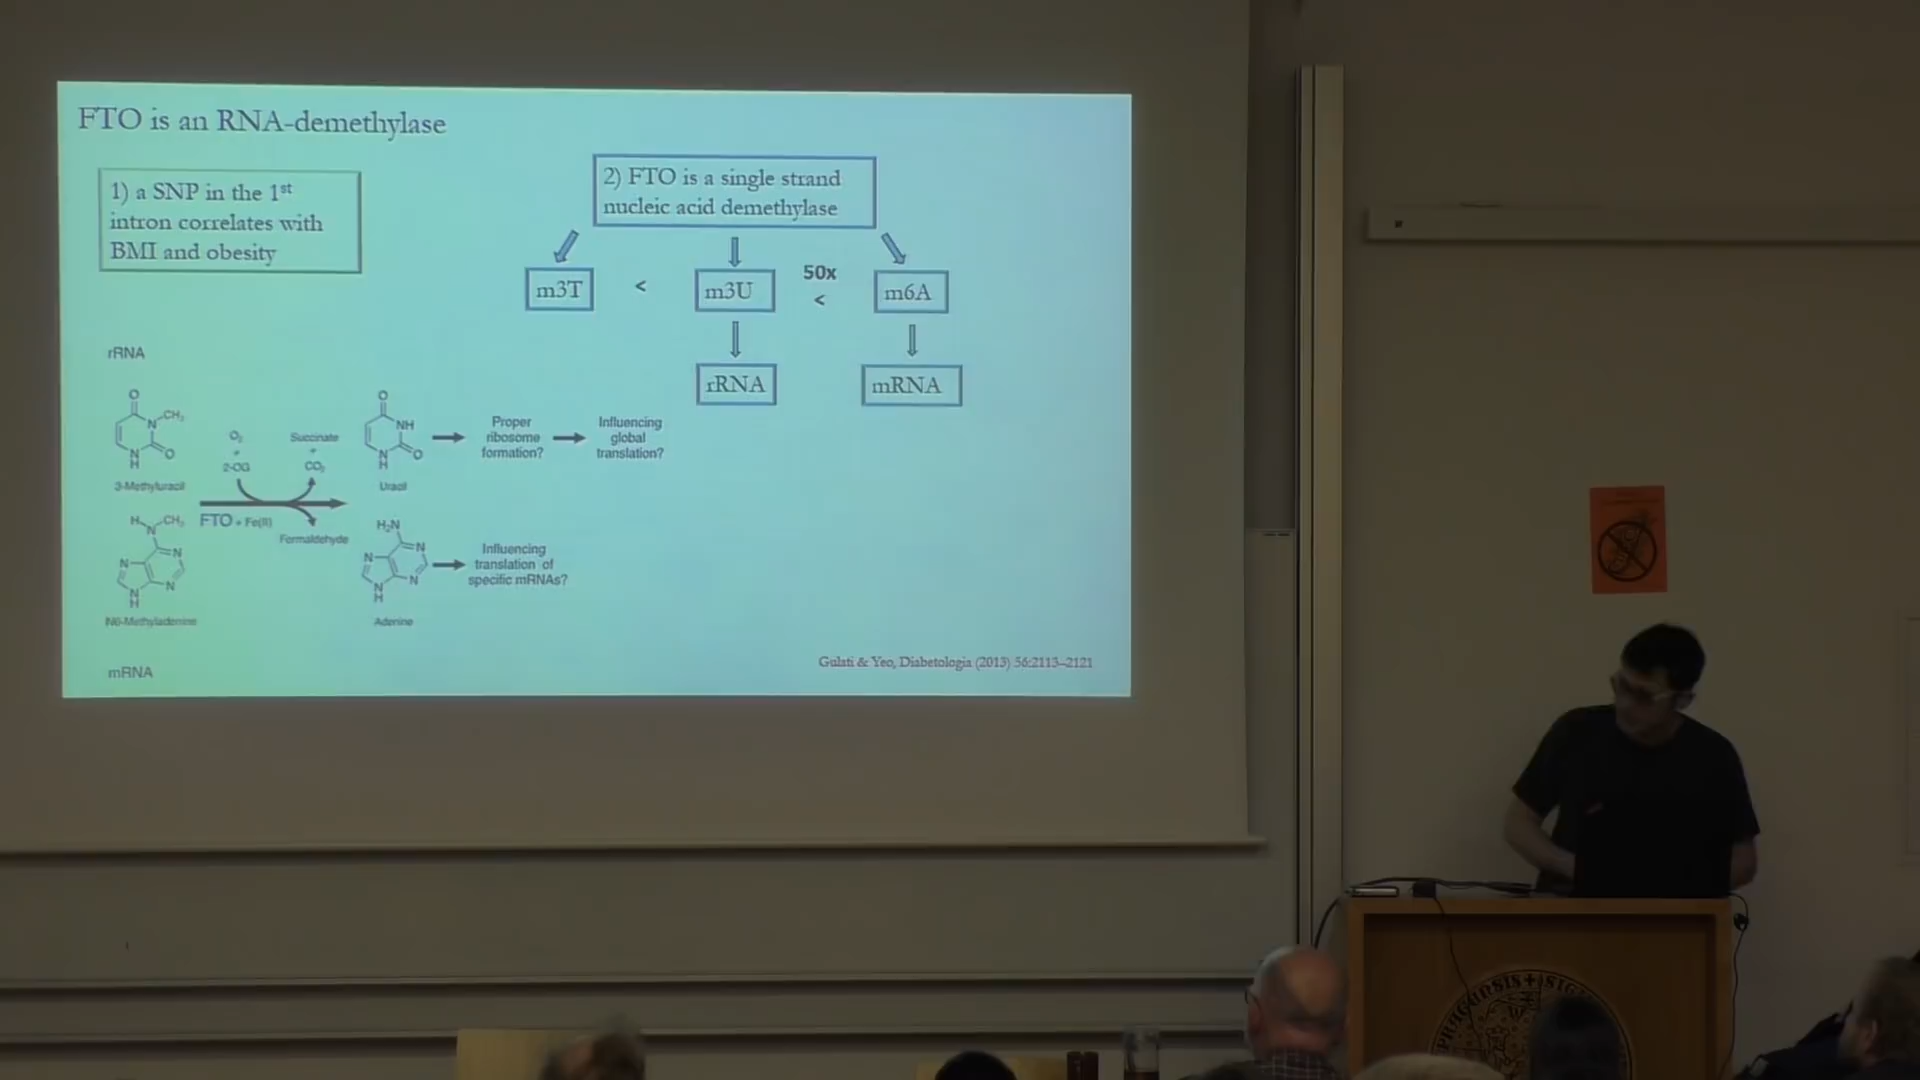 FTO is an RNA-demethylase
1) a SNP in the 1st
intron correlates with
BMI and obesity
2) FTO is a single strand
nucleic acid demethylase
m3T
<
m3U
50x
<
m6A
rRNA
mRNA
rRNA
O
N
CH3
N
H
O
3-Methyluracil
O2
+
2-OG
Succinate
+
CO2
FTO + Fe(II)
Formaldehyde
O
NH
N
H
O
Uracil
Proper
ribosome
formation?
Influencing
global
translation?
H
N
CH3
N
N
N
H
N
N6-Methyladenine
H2N
N
N
N
H
N
Adenine
Influencing
translation of
specific mRNAs?
mRNA
Gulati & Yeo, Diabetologia (2013) 56:2113–2121
PRAGENSIS + SIG